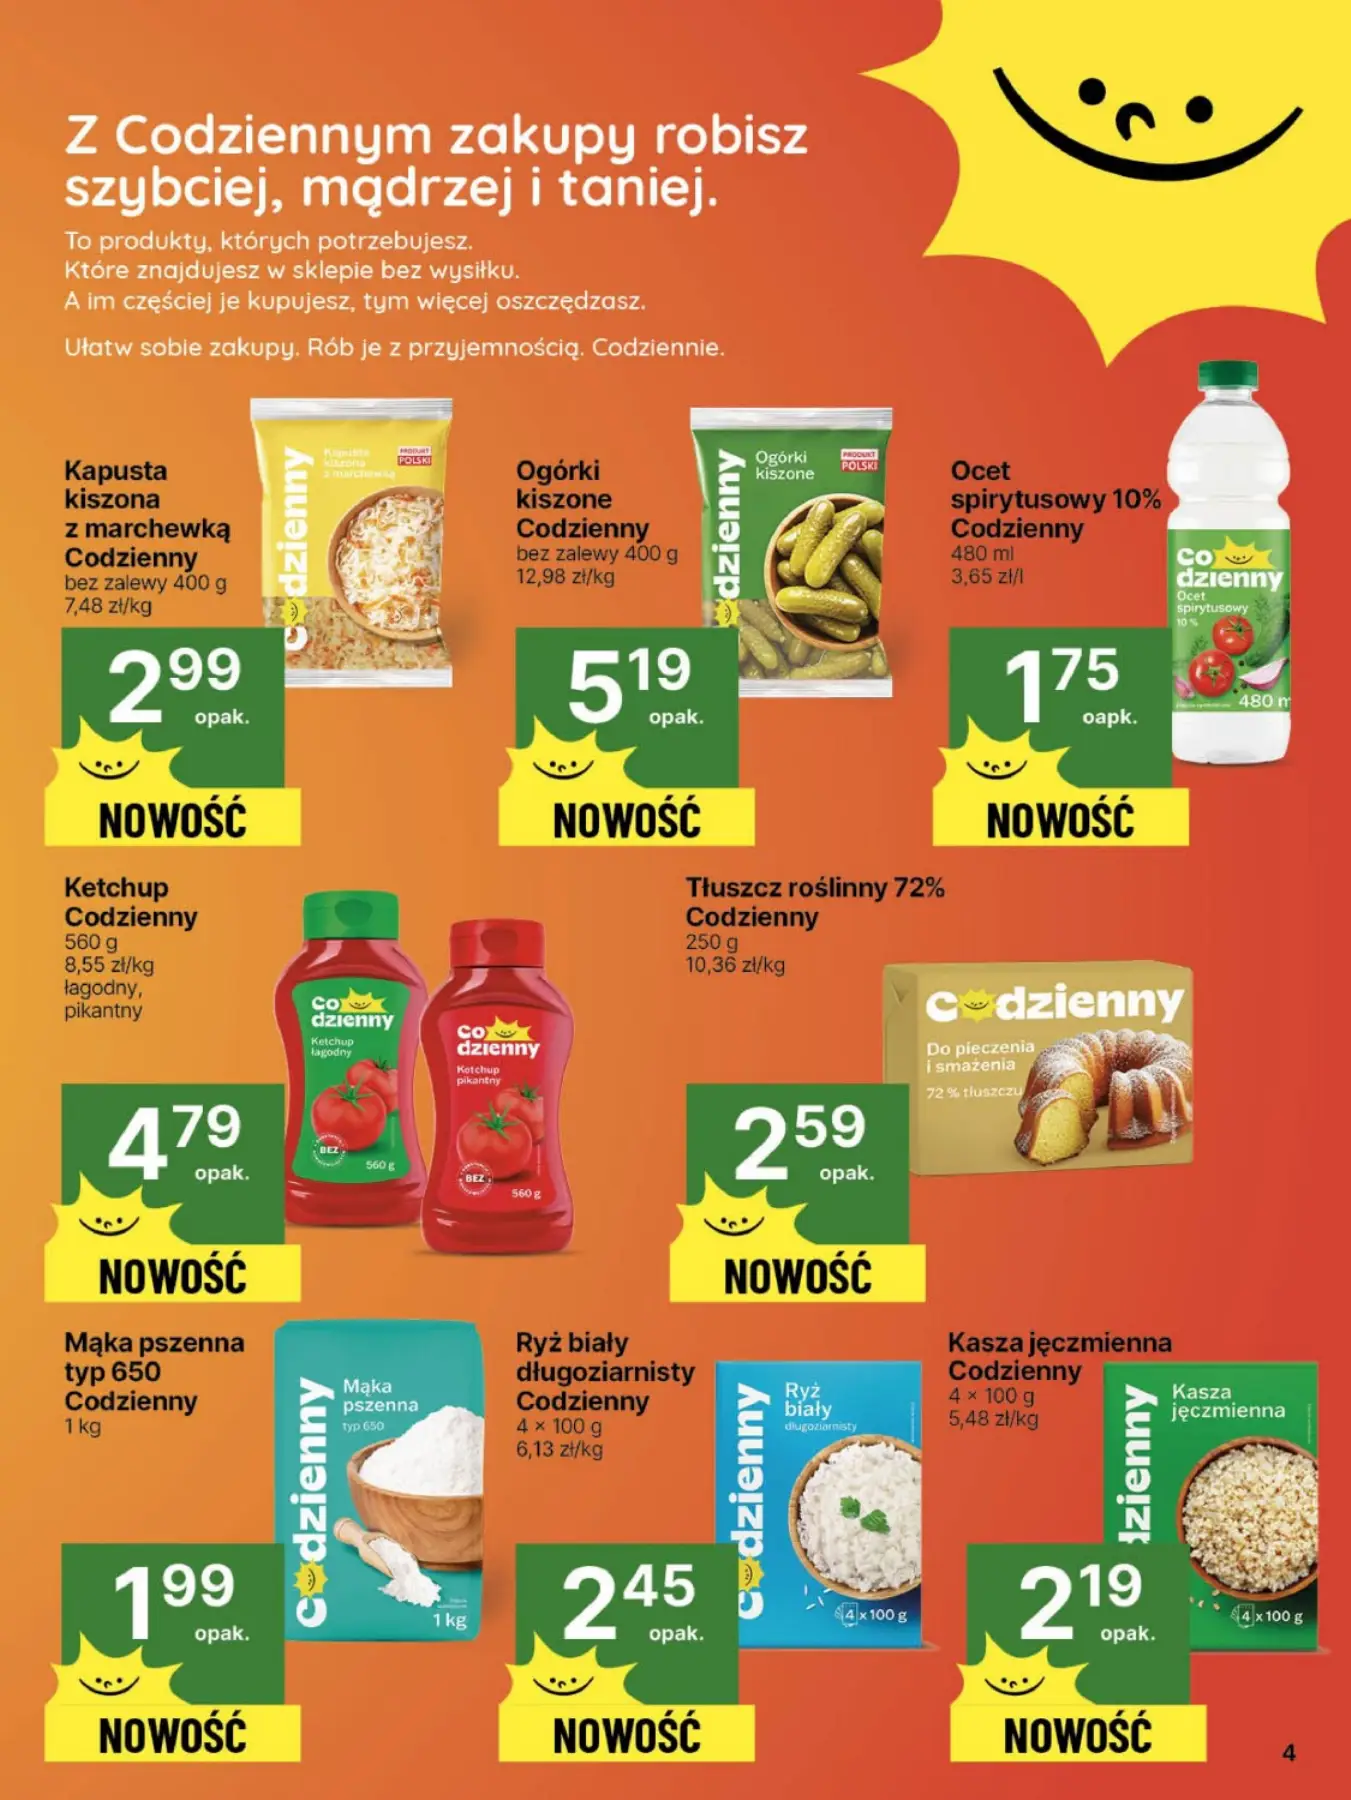 Z Codziennym zakupy robisz
szybciej, mądrzej i taniej.
To produkty, których potrzebujesz.
Które znajdujesz w sklepie bez wysiłku.
A im częściej je kupujesz, tym więcej oszczędzasz.
Ułatw sobie zakupy. Rób je z przyjemnością. Codziennie.
Kapusta
kiszona
z marchewką
Codzienny
bez zalewy 400 g
7,48 zł/kg
Kapusta
kiszona
z marchewką
PRODUKT
POLSKI
Codzienny
2 99
opak.
NOWOŚĆ
Ogórki
kiszone
Codzienny
bez zalewy 400 g
12,98 zł/kg
Ogórki
kiszone
PRODUKT
POLSKI
Codzienny
5 19
opak.
NOWOŚĆ
Ocet
spirytusowy 10%
Codzienny
480 ml
3,65 zł/l
Co
dzienny
Ocet
spirytusowy
10%
480 m
1 75
oapk.
NOWOŚĆ
Ketchup
Codzienny
560 g
8,55 zł/kg
łagodny,
pikantny
Co
dzienny
Ketchup
łagodny
BEZ
560 g
Co
dzienny
Ketchup
pikantny
BEZ
560 g
4 79
opak.
NOWOŚĆ
Tłuszcz roślinny 72%
Codzienny
250 g
10,36 zł/kg
Codzienny
Do pieczenia
i smażenia
72 % tłuszczu
2 59
opak.
NOWOŚĆ
Mąka pszenna
typ 650
Codzienny
1 kg
Mąka
pszenna
typ 650
Codzienny
1 kg
1 99
opak.
NOWOŚĆ
Ryż biały
długoziarnisty
Codzienny
4 × 100 g
6,13 zł/kg
Ryż
biały
długoziarnisty
Codzienny
4 x 100 g
2 45
opak.
NOWOŚĆ
Kasza jęczmienna
Codzienny
4 × 100 g
5,48 zł/kg
Kasza
jęczmienna
dzienny
4 x 100 g
2 19
opak.
NOWOŚĆ
4